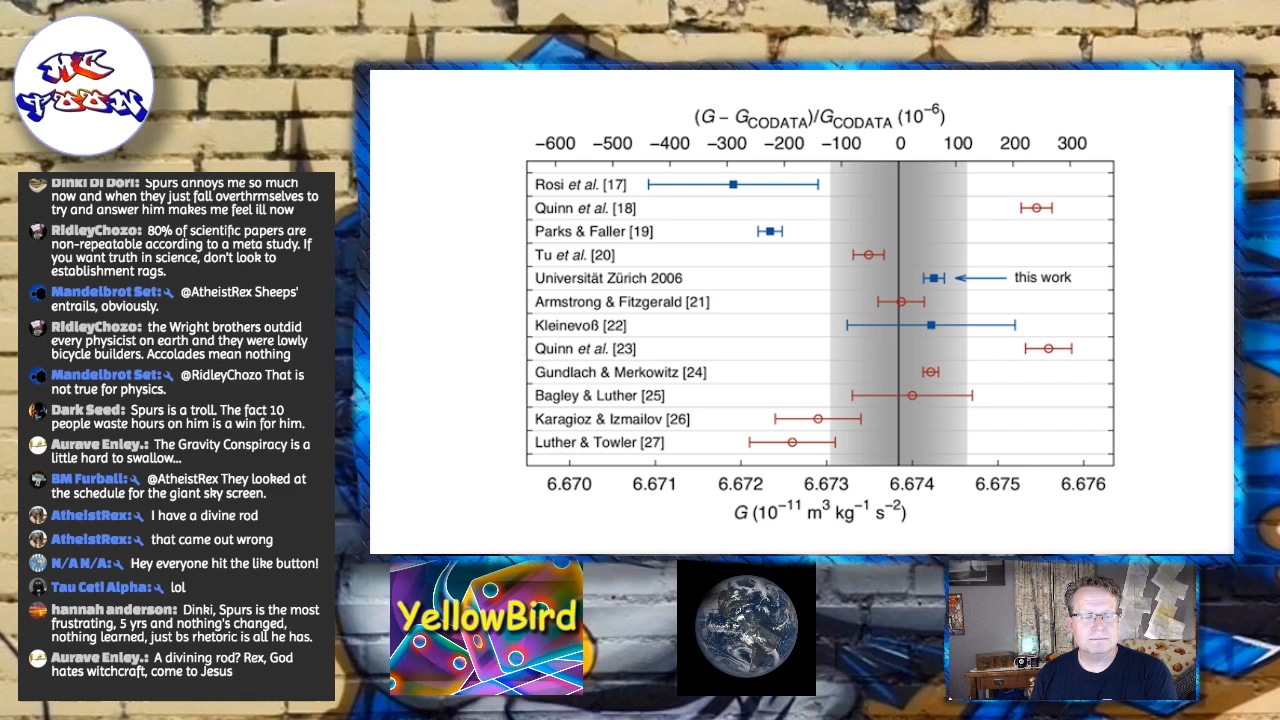 MC
TOON
Dinki Di Dori: Spurs annoys me so much
now and when they just fall overthrmselves to
try and answer him makes me feel ill now
RidleyChozo: 80% of scientific papers are
non-repeatable according to a meta study. If
you want truth in science, don't look to
establishment rags.
Mandelbrot Set: @AtheistRex Sheeps'
entrails, obviously.
RidleyChozo: the Wright brothers outdid
every physicist on earth and they were lowly
bicycle builders. Accolades mean nothing
Mandelbrot Set: @RidleyChozo That is
not true for physics.
Dark Seed: Spurs is a troll. The fact 10
people waste hours on him is a win for him.
Aurave Enley.: The Gravity Conspiracy is a
little hard to swallow...
BM Furball: @AtheistRex They looked at
the schedule for the giant sky screen.
AtheistRex: I have a divine rod
AtheistRex: that came out wrong
N/A N/A: Hey everyone hit the like button!
Tau Ceti Alpha: lol
hannah anderson: Dinki, Spurs is the most
frustrating, 5 yrs and nothing's changed,
nothing learned, just bs rhetoric is all he has.
Aurave Enley.: A divining rod? Rex, God
hates witchcraft, come to Jesus
(G − G_CODATA)/G_CODATA (10⁻⁶)
−600 −500 −400 −300 −200 −100 0 100 200 300
Rosi et al. [17]
Quinn et al. [18]
Parks & Faller [19]
Tu et al. [20]
Universität Zürich 2006 this work
Armstrong & Fitzgerald [21]
Kleinevoß [22]
Quinn et al. [23]
Gundlach & Merkowitz [24]
Bagley & Luther [25]
Karagioz & Izmailov [26]
Luther & Towler [27]
6.670 6.671 6.672 6.673 6.674 6.675 6.676
G (10⁻¹¹ m³ kg⁻¹ s⁻²)
YellowBird